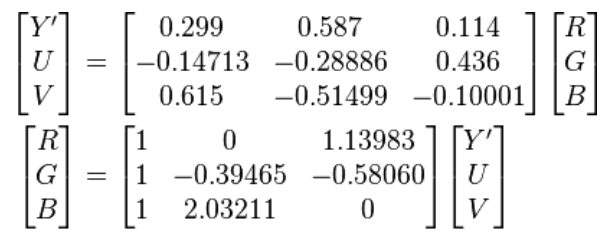 Y′ 0.299 0.587 0.114 R
U = −0.14713 −0.28886 0.436 G
V 0.615 −0.51499 −0.10001 B
R 1 0 1.13983 Y′
G = 1 −0.39465 −0.58060 U
B 1 2.03211 0 V